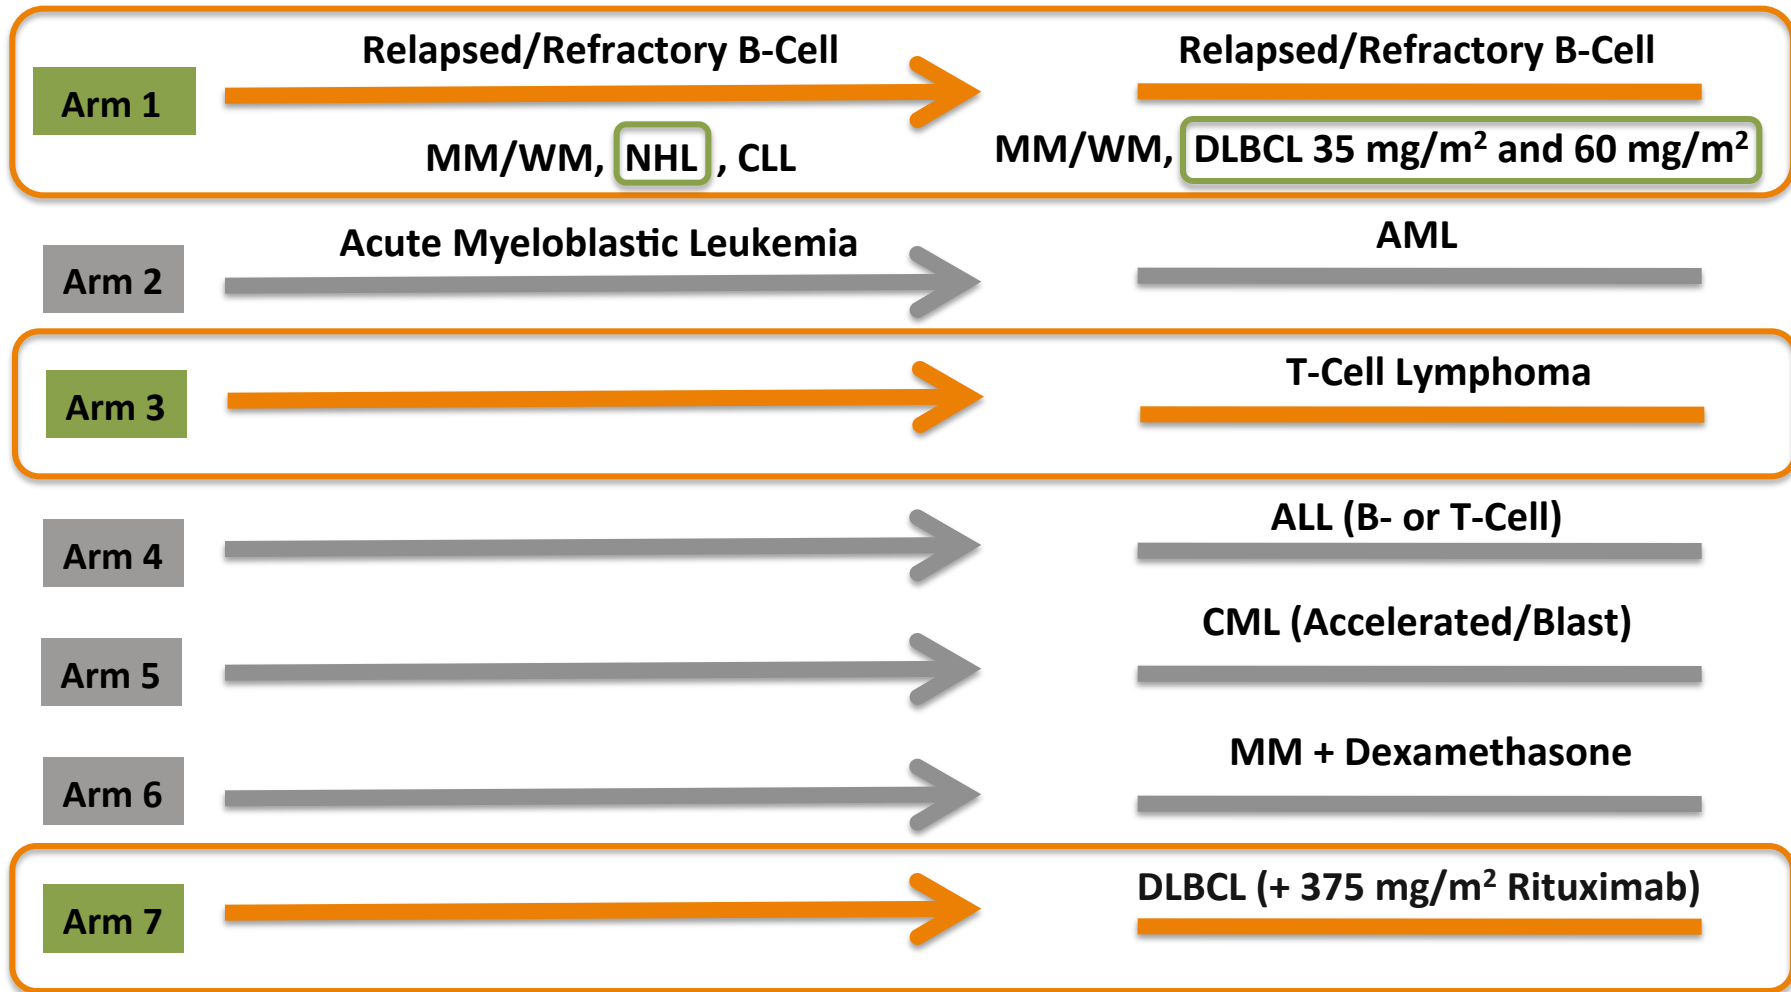 Relapsed/Refractory B-Cell
Relapsed/Refractory B-Cell
Arm 1
MM/WM, NHL , CLL
MM/WM, DLBCL 35 mg/m² and 60 mg/m²
Acute Myeloblastic Leukemia
AML
Arm 2
T-Cell Lymphoma
Arm 3
ALL (B- or T-Cell)
Arm 4
CML (Accelerated/Blast)
Arm 5
MM + Dexamethasone
Arm 6
DLBCL (+ 375 mg/m² Rituximab)
Arm 7